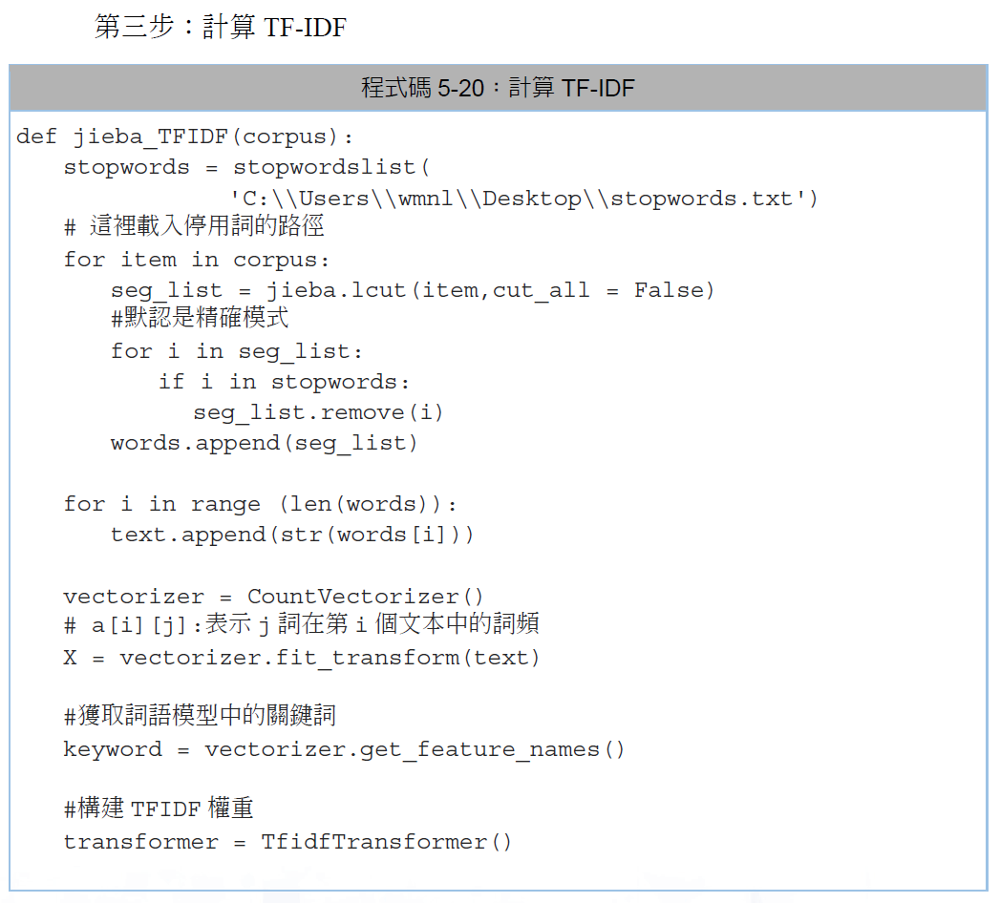 第三步：計算 TF-IDF
程式碼 5-20：計算 TF-IDF
def jieba_TFIDF(corpus):
    stopwords = stopwordslist(
                'C:\\Users\\wmnl\\Desktop\\stopwords.txt')
    # 這裡載入停用詞的路徑
    for item in corpus:
        seg_list = jieba.lcut(item,cut_all = False)
        #默認是精確模式
        for i in seg_list:
            if i in stopwords:
               seg_list.remove(i)
        words.append(seg_list)

    for i in range (len(words)):
        text.append(str(words[i]))

    vectorizer = CountVectorizer()
    # a[i][j]:表示 j 詞在第 i 個文本中的詞頻
    X = vectorizer.fit_transform(text)

    #獲取詞語模型中的關鍵詞
    keyword = vectorizer.get_feature_names()

    #構建 TFIDF 權重
    transformer = TfidfTransformer()